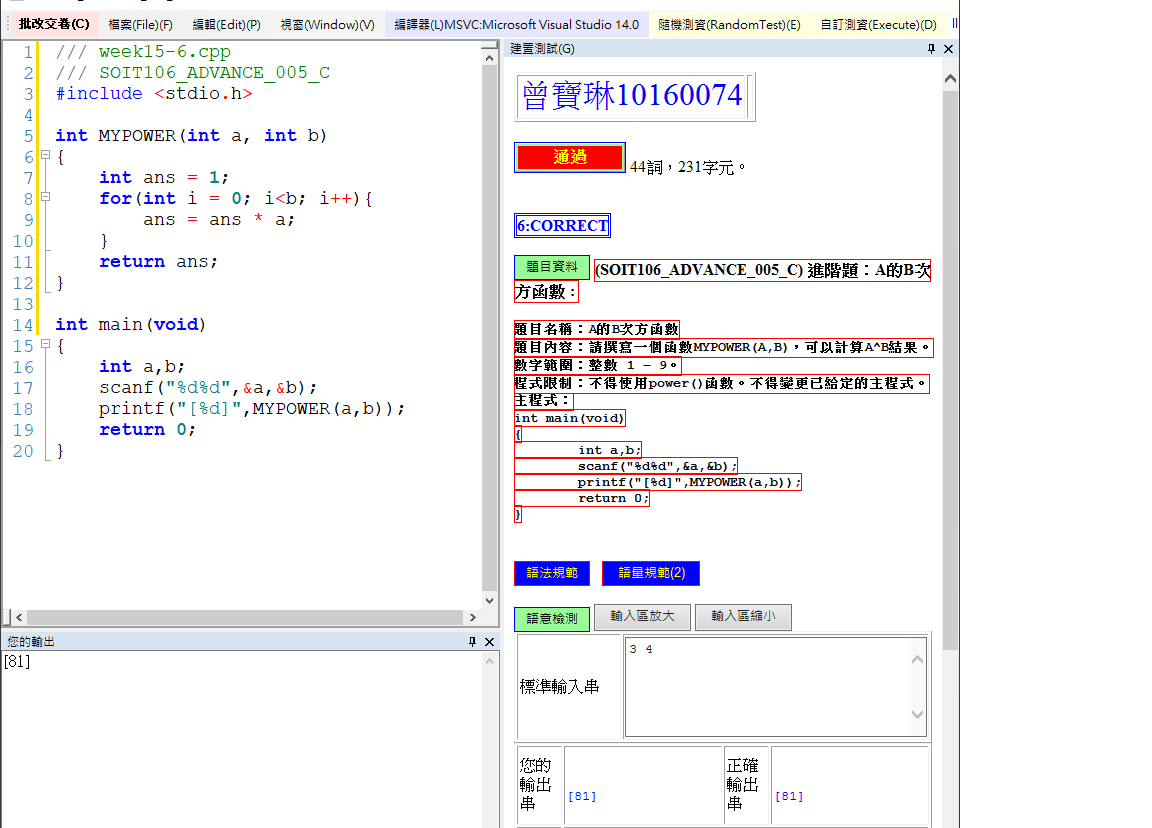 批改交卷(C) 檔案(File)(F) 編輯(Edit)(P) 視窗(Window)(V) 編譯器(L)MSVC:Microsoft Visual Studio 14.0 隨機測資(RandomTest)(E) 自訂測資(Execute)(D)
1 /// week15-6.cpp
2 /// SOIT106_ADVANCE_005_C
3 #include <stdio.h>
4
5 int MYPOWER(int a, int b)
6 {
7 int ans = 1;
8 for(int i = 0; i<b; i++){
9 ans = ans * a;
10 }
11 return ans;
12 }
13
14 int main(void)
15 {
16 int a,b;
17 scanf("%d%d",&a,&b);
18 printf("[%d]",MYPOWER(a,b));
19 return 0;
20 }
您的輸出
[81]
建置測試(G)
曾寶琳10160074
通過 44詞，231字元。
6:CORRECT
題目資料 (SOIT106_ADVANCE_005_C) 進階題：A的B次
方函數：
題目名稱：A的B次方函數
題目內容：請撰寫一個函數MYPOWER(A,B)，可以計算A^B結果。
數字範圍：整數 1 - 9。
程式限制：不得使用power()函數。不得變更已給定的主程式。
主程式：
int main(void)
{
int a,b;
scanf("%d%d",&a,&b);
printf("[%d]",MYPOWER(a,b));
return 0;
}
語法規範 語量規範(2)
語意檢測 輸入區放大 輸入區縮小
標準輸入串 3 4
您的輸出串 [81] 正確輸出串 [81]